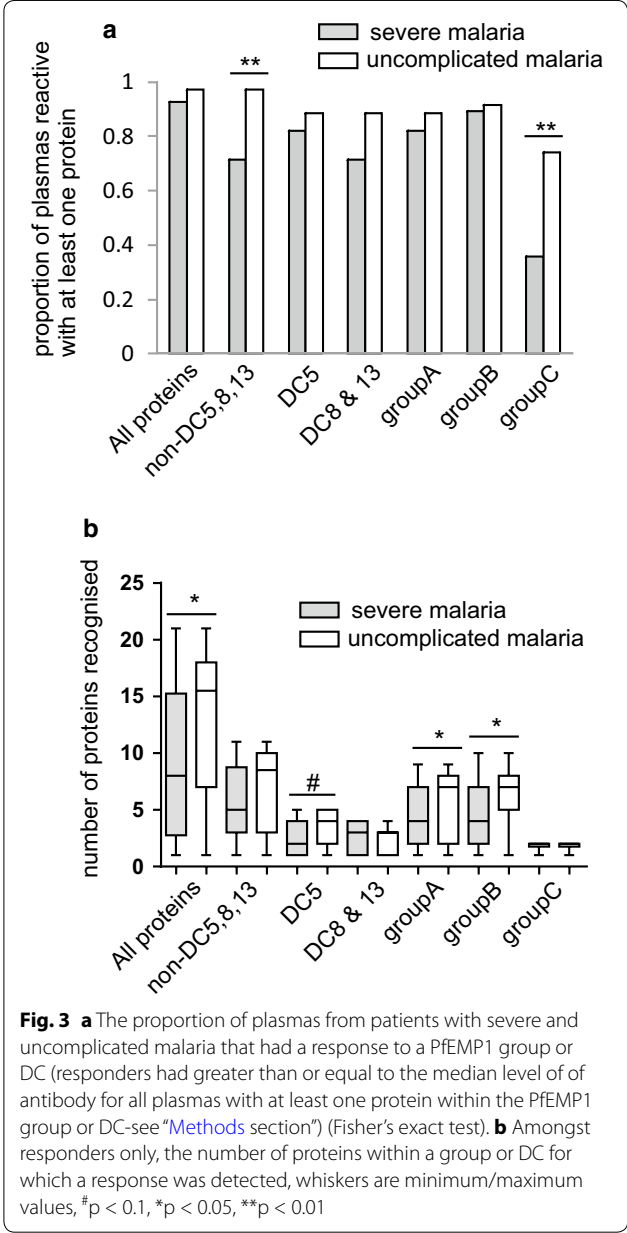 a
severe malaria
uncomplicated malaria
**
**
proportion of plasmas reactive
with at least one protein
1
0.8
0.6
0.4
0.2
0
All proteins
non-DC5,8,13
DC5
DC8 & 13
groupA
groupB
groupC
b
severe malaria
uncomplicated malaria
number of proteins recognised
25
20
15
10
5
0
*
#
*
*
All proteins
non-DC5,8,13
DC5
DC8 & 13
groupA
groupB
groupC
Fig. 3 a The proportion of plasmas from patients with severe and
uncomplicated malaria that had a response to a PfEMP1 group or
DC (responders had greater than or equal to the median level of of
antibody for all plasmas with at least one protein within the PfEMP1
group or DC-see “Methods section”) (Fisher’s exact test). b Amongst
responders only, the number of proteins within a group or DC for
which a response was detected, whiskers are minimum/maximum
values, #p < 0.1, *p < 0.05, **p < 0.01